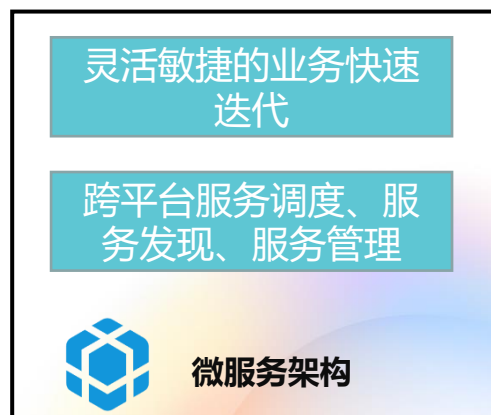 灵活敏捷的业务快速
迭代
跨平台服务调度、服
务发现、服务管理
微服务架构